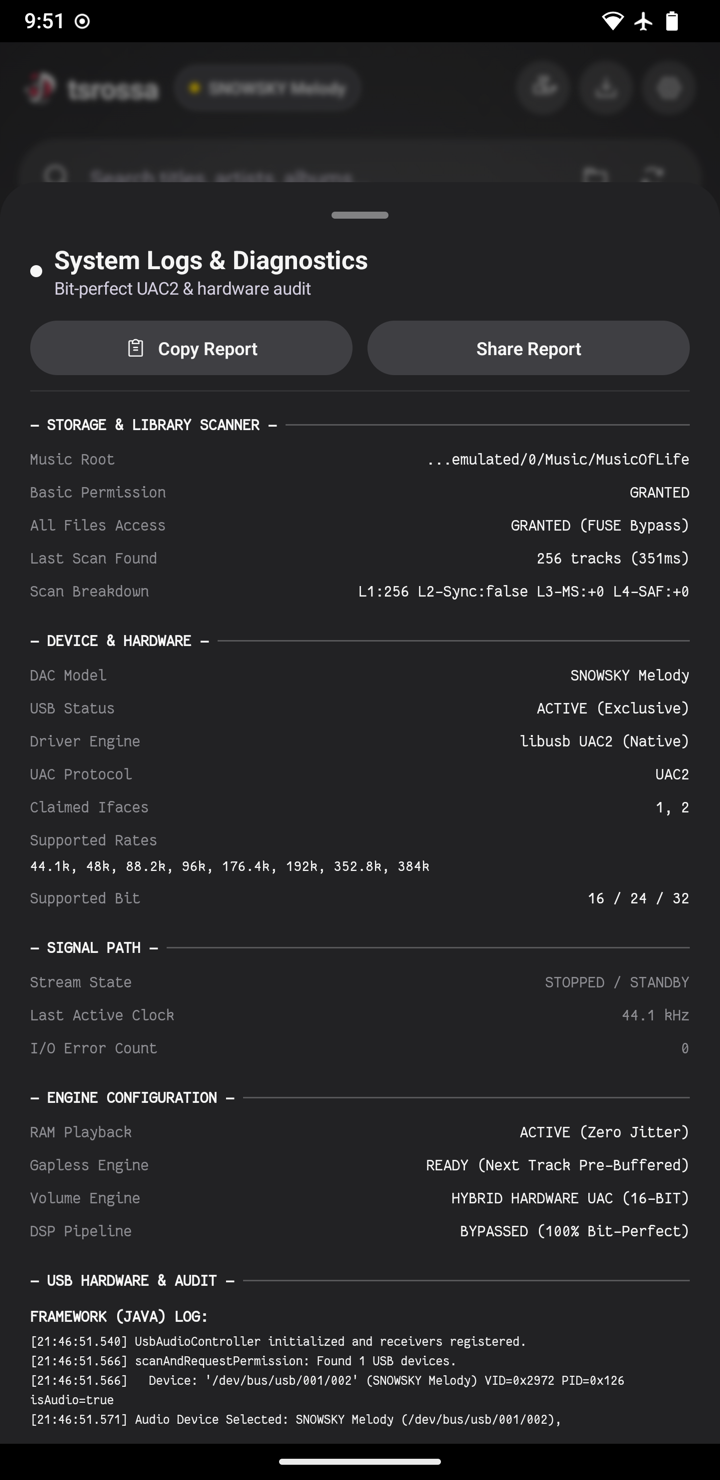 9:51
tsrossa
SNOWSKY Melody
Search titles, artists, albums...
System Logs & Diagnostics
Bit-perfect UAC2 & hardware audit
Copy Report
Share Report
— STORAGE & LIBRARY SCANNER —
Music Root ...emulated/0/Music/MusicOfLife
Basic Permission GRANTED
All Files Access GRANTED (FUSE Bypass)
Last Scan Found 256 tracks (351ms)
Scan Breakdown L1:256 L2-Sync:false L3-MS:+0 L4-SAF:+0
— DEVICE & HARDWARE —
DAC Model SNOWSKY Melody
USB Status ACTIVE (Exclusive)
Driver Engine libusb UAC2 (Native)
UAC Protocol UAC2
Claimed Ifaces 1, 2
Supported Rates
44.1k, 48k, 88.2k, 96k, 176.4k, 192k, 352.8k, 384k
Supported Bit 16 / 24 / 32
— SIGNAL PATH —
Stream State STOPPED / STANDBY
Last Active Clock 44.1 kHz
I/O Error Count 0
— ENGINE CONFIGURATION —
RAM Playback ACTIVE (Zero Jitter)
Gapless Engine READY (Next Track Pre-Buffered)
Volume Engine HYBRID HARDWARE UAC (16-BIT)
DSP Pipeline BYPASSED (100% Bit-Perfect)
— USB HARDWARE & AUDIT —
FRAMEWORK (JAVA) LOG:
[21:46:51.540] UsbAudioController initialized and receivers registered.
[21:46:51.566] scanAndRequestPermission: Found 1 USB devices.
[21:46:51.566]   Device: '/dev/bus/usb/001/002' (SNOWSKY Melody) VID=0x2972 PID=0x126
isAudio=true
[21:46:51.571] Audio Device Selected: SNOWSKY Melody (/dev/bus/usb/001/002),